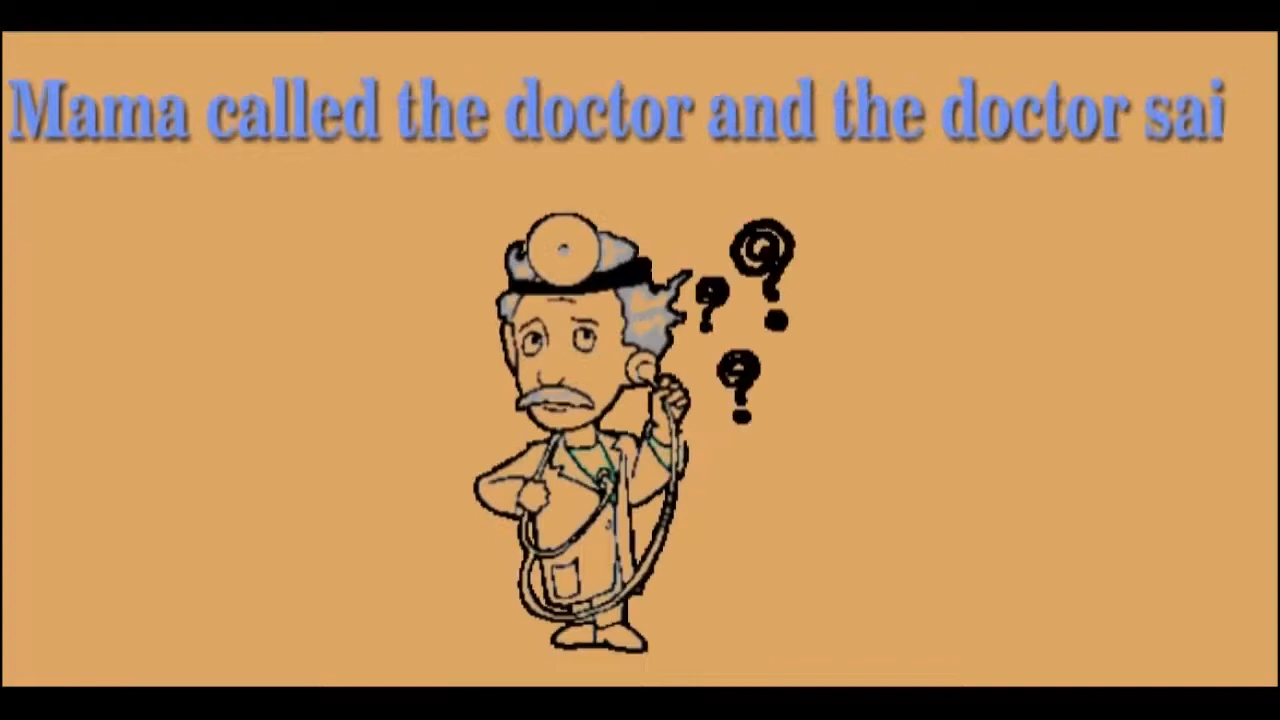 Mama called the doctor and the doctor sai
? ? ?